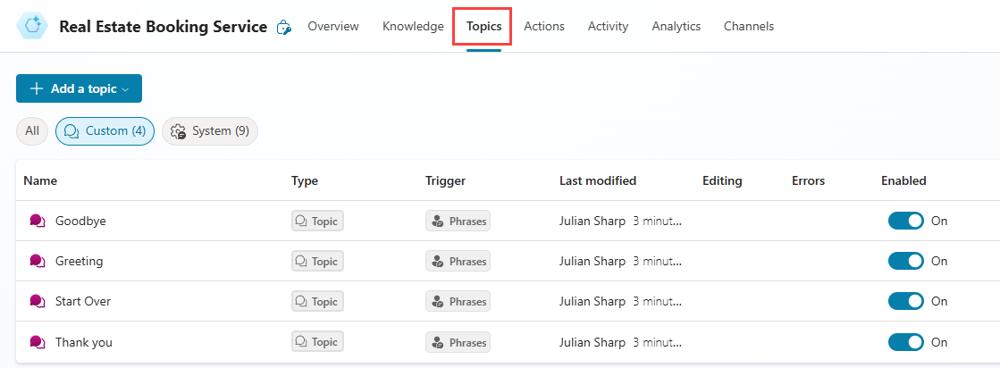 Real Estate Booking Service Overview Knowledge Topics Actions Activity Analytics Channels
Add a topic
All Custom (4) System (9)
Name Type Trigger Last modified Editing Errors Enabled
Goodbye Topic Phrases Julian Sharp 3 minut... On
Greeting Topic Phrases Julian Sharp 3 minut... On
Start Over Topic Phrases Julian Sharp 3 minut... On
Thank you Topic Phrases Julian Sharp 3 minut... On